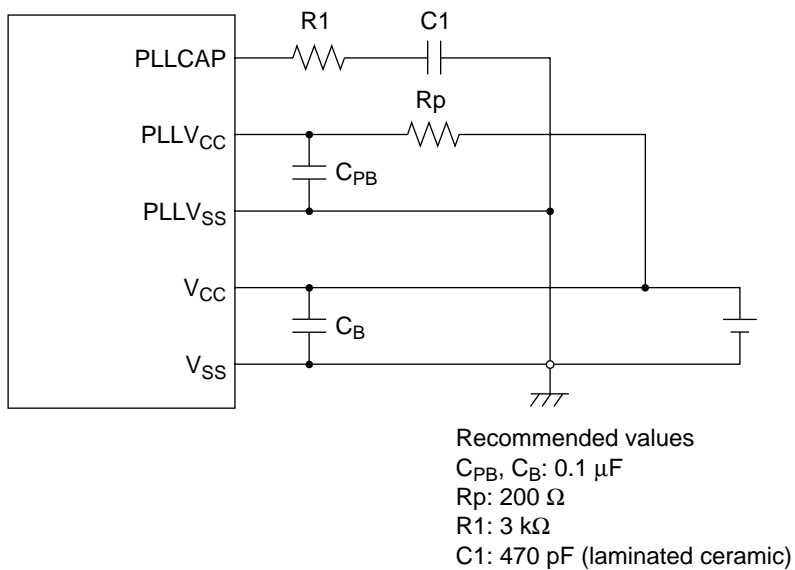 R1
C1
PLLCAP
Rp
PLLVCC
CPB
PLLVSS
VCC
CB
VSS
Recommended values
CPB, CB: 0.1 μF
Rp: 200 Ω
R1: 3 kΩ
C1: 470 pF (laminated ceramic)